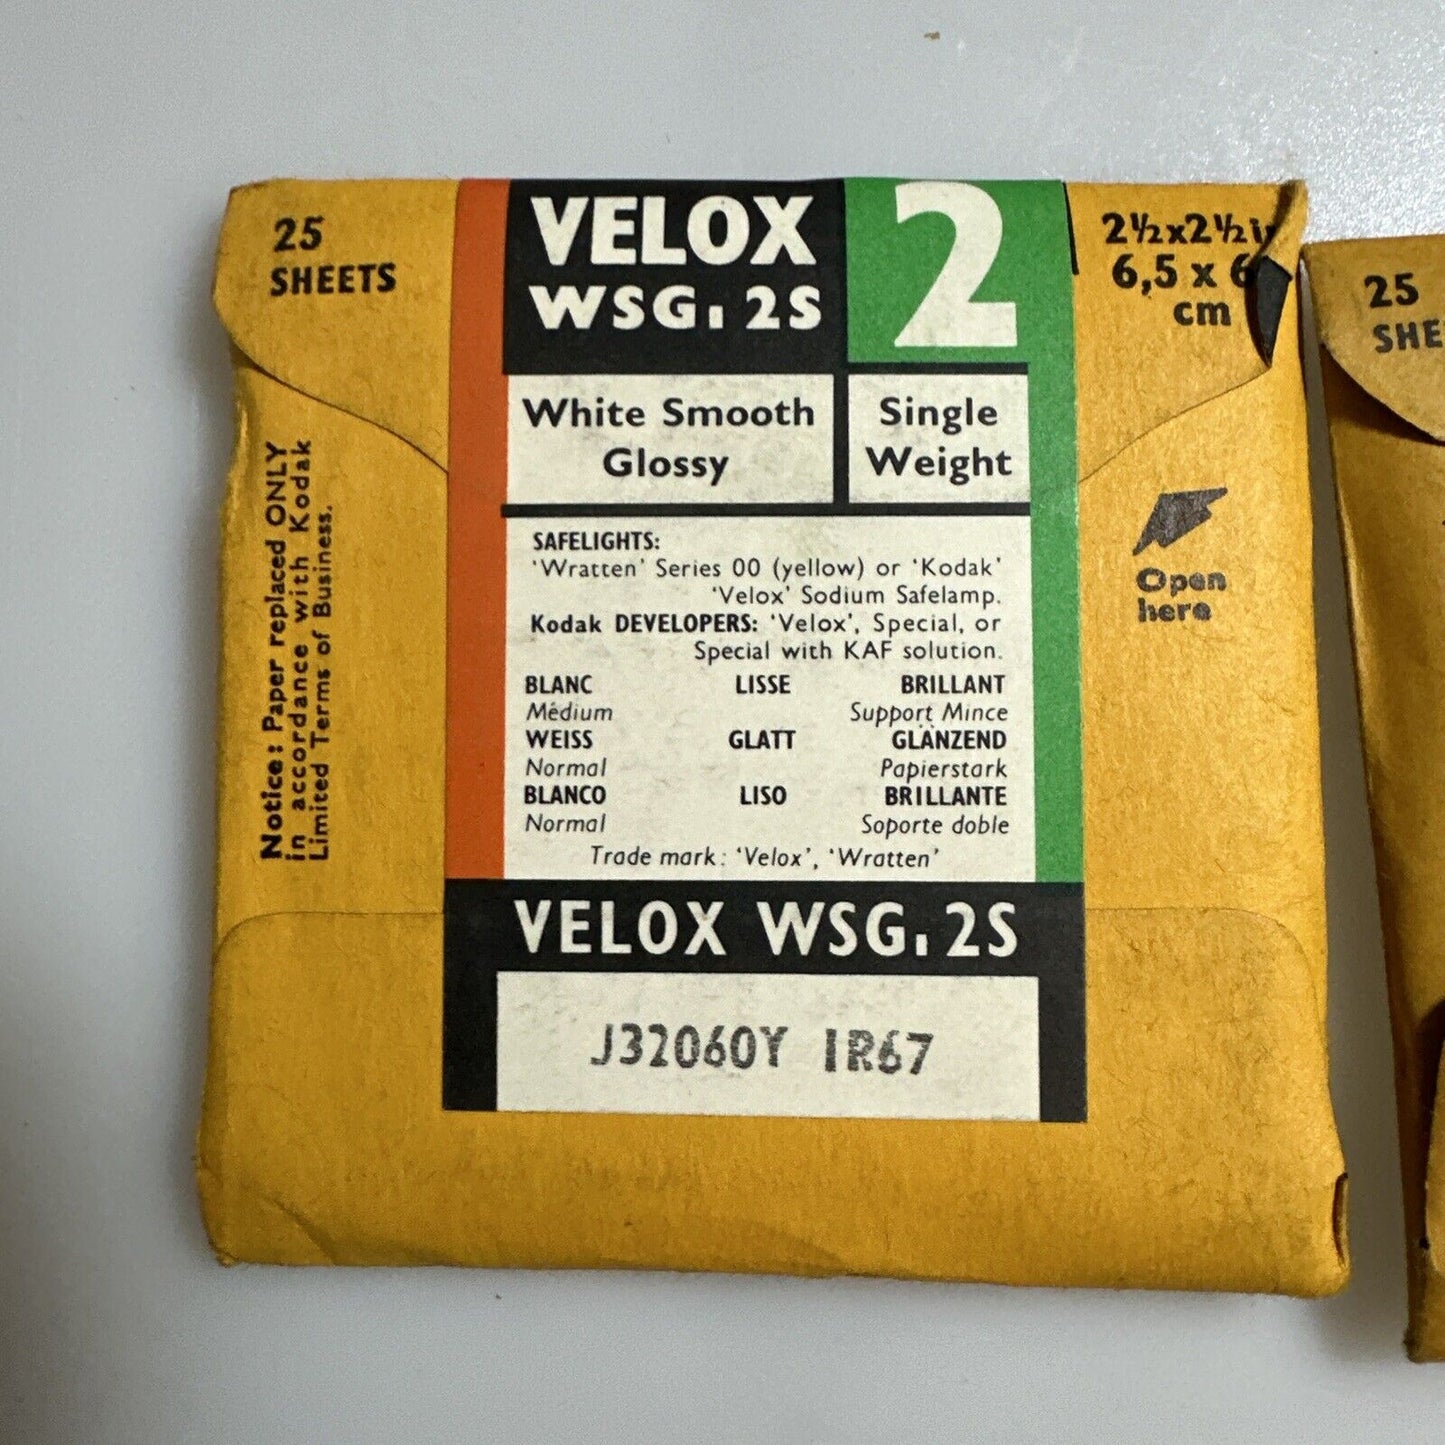 25
SHEETS
VELOX
WSG. 2S
2
2½x2½
6,5 x 6
cm
White Smooth
Glossy
Single
Weight
Notice: Paper replaced ONLY
in accordance with Kodak
Limited Terms of Business.
SAFELIGHTS:
'Wratten' Series 00 (yellow) or 'Kodak'
'Velox' Sodium Safelamp.
Kodak DEVELOPERS: 'Velox', Special, or
Special with KAF solution.
BLANC LISSE BRILLANT
Médium Support Mince
WEISS GLATT GLÄNZEND
Normal Papierstark
BLANCO LISO BRILLANTE
Normal Soporte doble
Trade mark: 'Velox', 'Wratten'
Open
here
VELOX WSG. 2S
J32060Y IR67
25